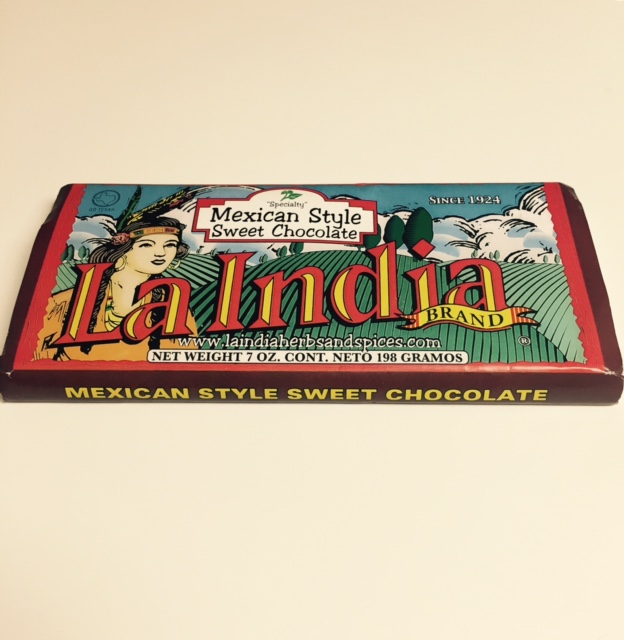 "Specialty"
Mexican Style
Sweet Chocolate
SINCE 1924
La India
BRAND
®
www.laindiaherbsandspices.com
NET WEIGHT 7 OZ. CONT. NETO 198 GRAMOS
MEXICAN STYLE SWEET CHOCOLATE